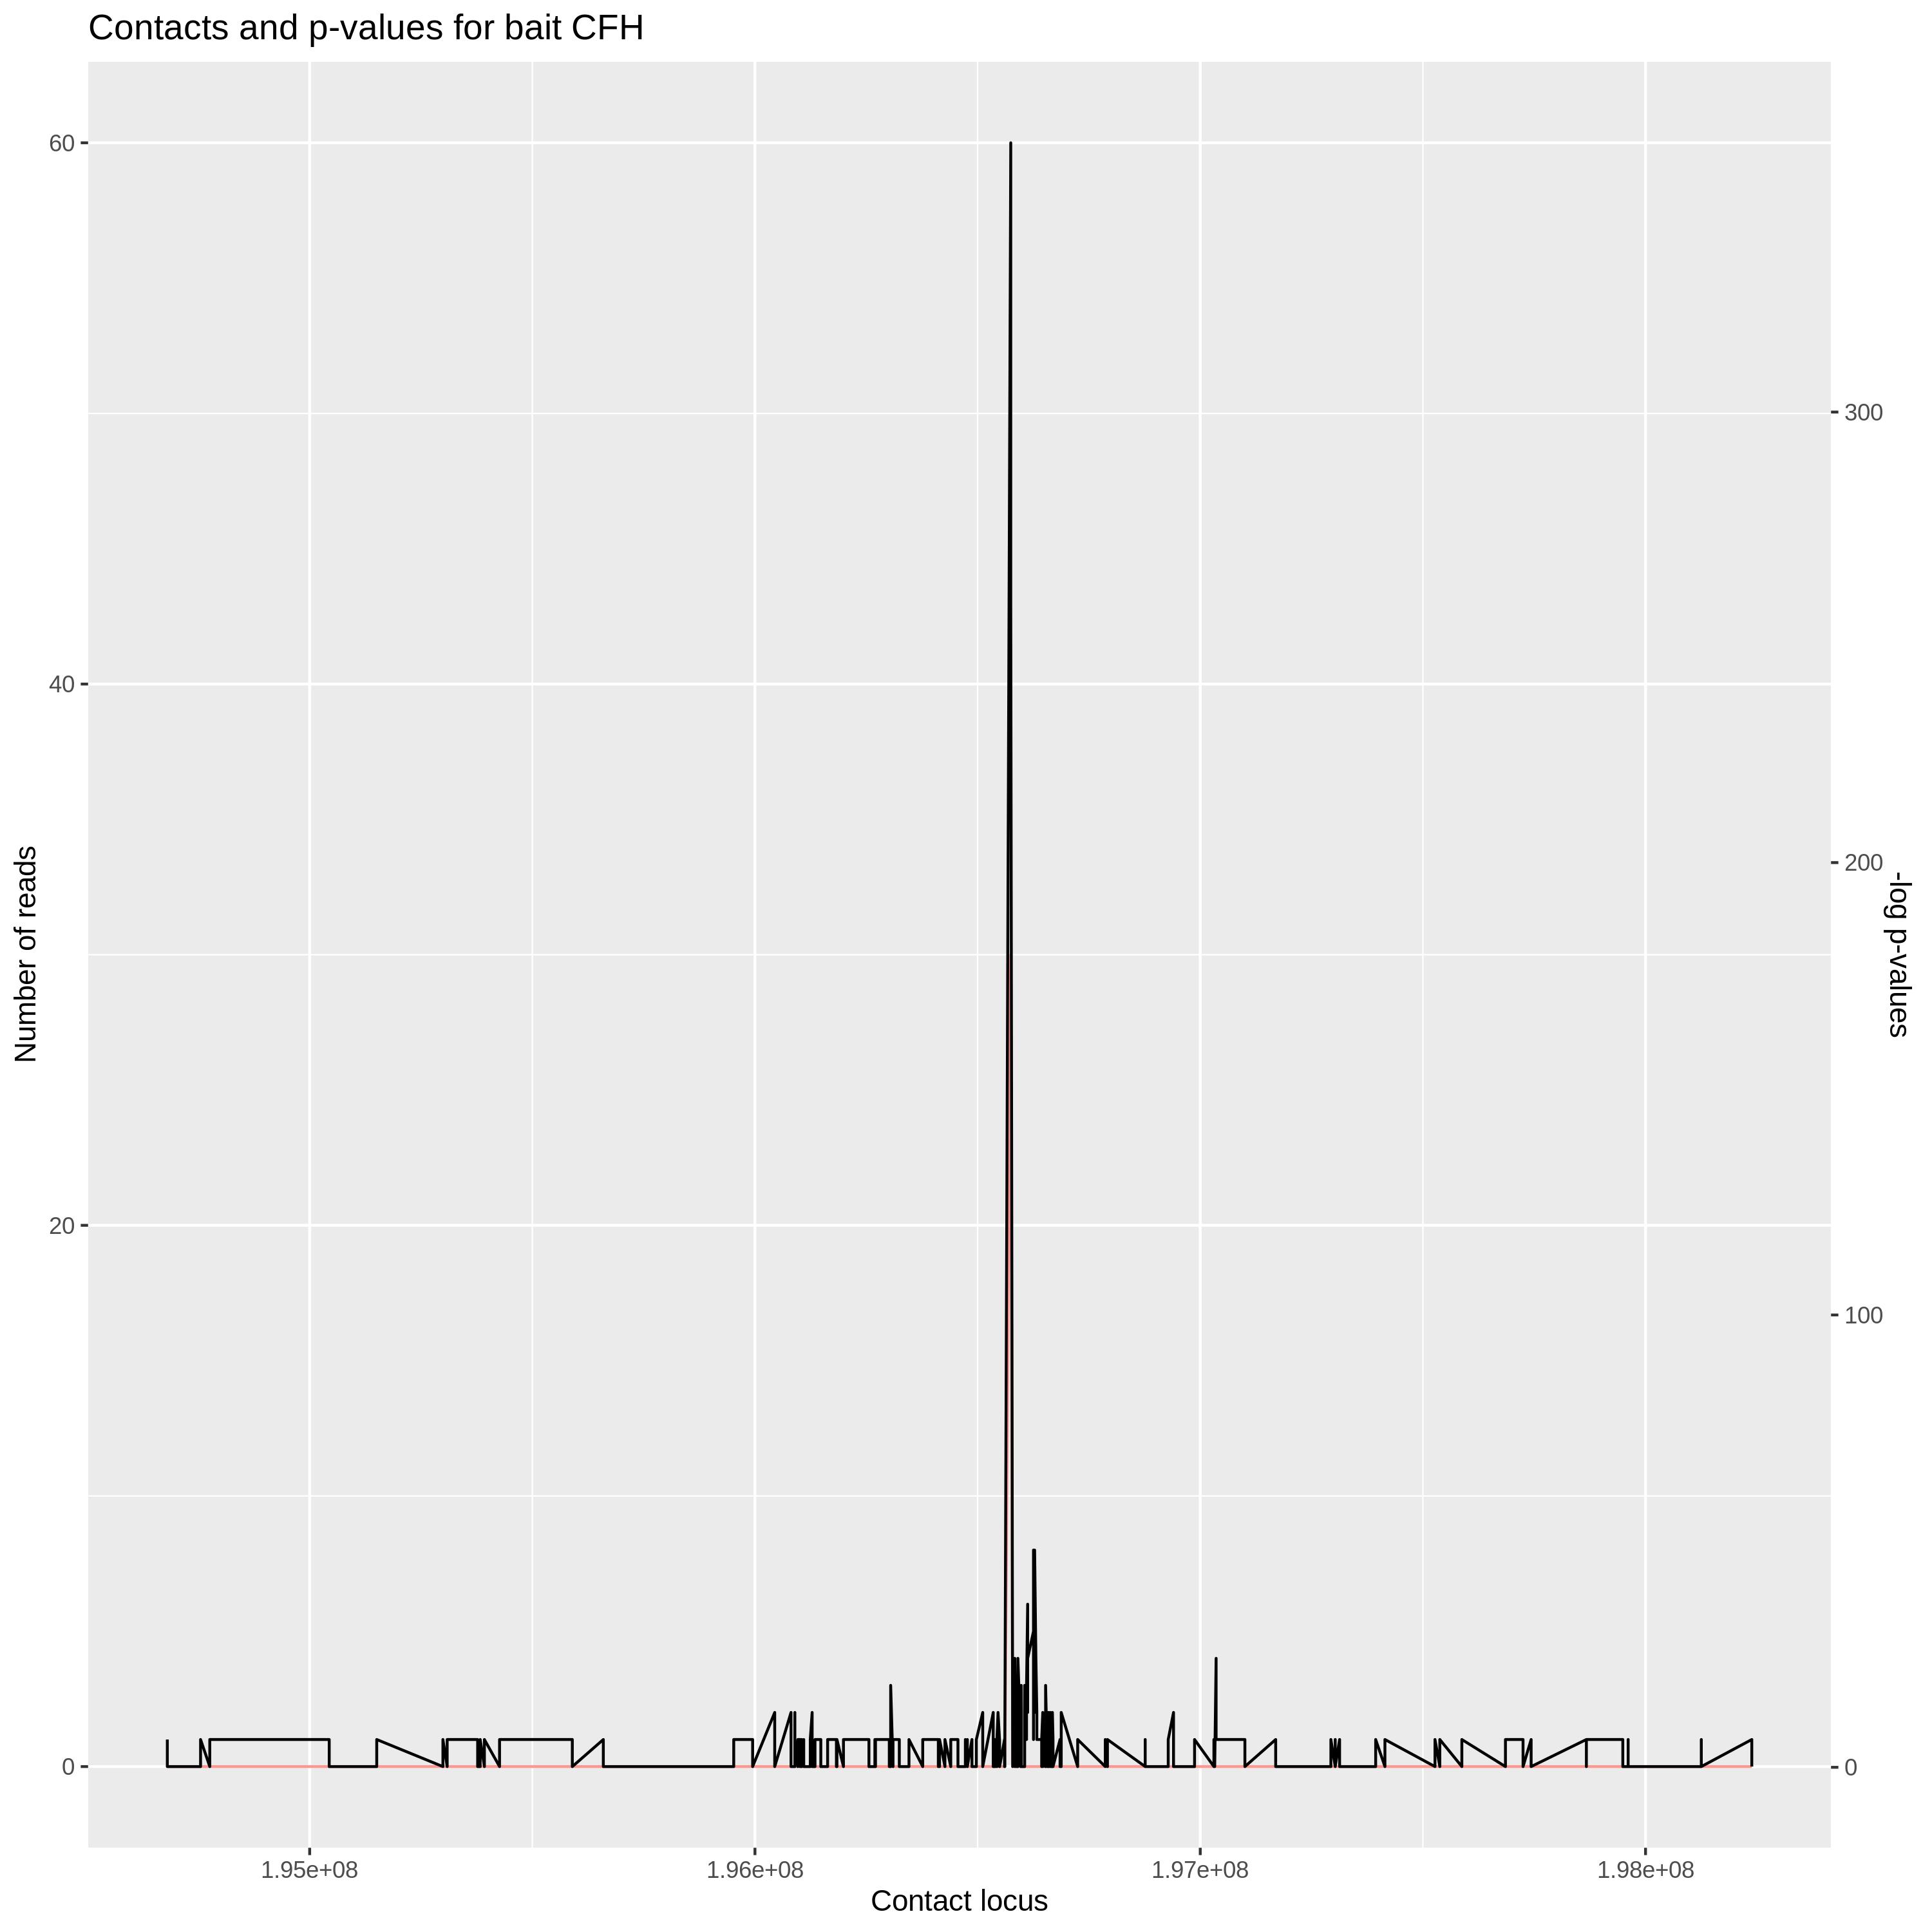 Contacts and p-values for bait CFH
60
40
20
0
Number of reads
300
200
100
0
-log p-values
1.95e+08
1.96e+08
1.97e+08
1.98e+08
Contact locus